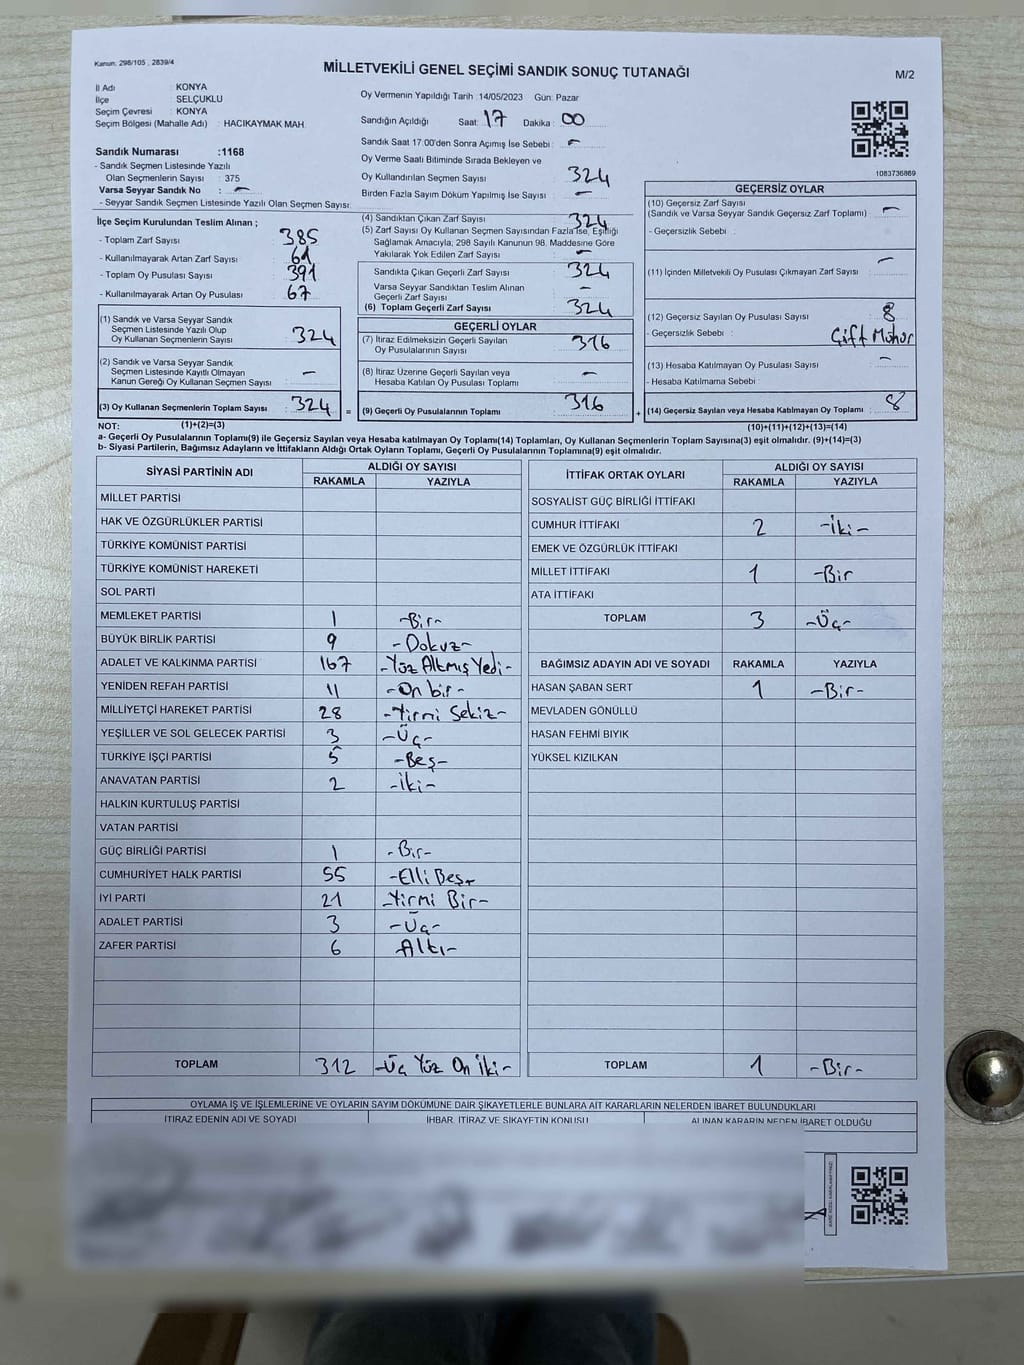 Kanun. 298/105 , 2839/4
MİLLETVEKİLİ GENEL SEÇİMİ SANDIK SONUÇ TUTANAĞI
M/2
İl Adı : KONYA
İlçe : SELÇUKLU
Seçim Çevresi : KONYA
Seçim Bölgesi (Mahalle Adı) : HACIKAYMAK MAH.
Sandık Numarası :1168
- Sandık Seçmen Listesinde Yazılı
Olan Seçmenlerin Sayısı : 375
Varsa Seyyar Sandık No : -
- Seyyar Sandık Seçmen Listesinde Yazılı Olan Seçmen Sayısı:
Oy Vermenin Yapıldığı Tarih :14/05/2023 Gün: Pazar
Sandığın Açıldığı Saat: 17 Dakika : 00
Sandık Saat 17:00'den Sonra Açımış İse Sebebi : -
Oy Verme Saati Bitiminde Sırada Bekleyen ve
Oy Kullandırılan Seçmen Sayısı : 324
Birden Fazla Sayım Döküm Yapılmış İse Sayısı : -
1083736869
İlçe Seçim Kurulundan Teslim Alınan ;
- Toplam Zarf Sayısı : 385
- Kullanılmayarak Artan Zarf Sayısı : 61
- Toplam Oy Pusulası Sayısı : 391
- Kullanılmayarak Artan Oy Pusulası : 67
(4) Sandıktan Çıkan Zarf Sayısı : 324
(5) Zarf Sayısı Oy Kullanan Seçmen Sayısından Fazla İse, Eşitliği
Sağlamak Amacıyla; 298 Sayılı Kanunun 98. Maddesine Göre
Yakılarak Yok Edilen Zarf Sayısı : -
Sandıkta Çıkan Geçerli Zarf Sayısı : 324
Varsa Seyyar Sandıktan Teslim Alınan
Geçerli Zarf Sayısı : -
(6) Toplam Geçerli Zarf Sayısı : 324
GEÇERSİZ OYLAR
(10) Geçersiz Zarf Sayısı
(Sandık ve Varsa Seyyar Sandık Geçersiz Zarf Toplamı) : -
- Geçersizlik Sebebi :
(11) İçinden Milletvekili Oy Pusulası Çıkmayan Zarf Sayısı : -
(12) Geçersiz Sayılan Oy Pusulası Sayısı : 8
- Geçersizlik Sebebi : Çift Mühür
(13) Hesaba Katılmayan Oy Pusulası Sayısı : -
- Hesaba Katılmama Sebebi :
(14) Geçersiz Sayılan veya Hesaba Katılmayan Oy Toplamı : 8
(10)+(11)+(12)+(13)=(14)
(1) Sandık ve Varsa Seyyar Sandık
Seçmen Listesinde Yazılı Olup
Oy Kullanan Seçmenlerin Sayısı : 324
(2) Sandık ve Varsa Seyyar Sandık
Seçmen Listesinde Kayıtlı Olmayan
Kanun Gereği Oy Kullanan Seçmen Sayısı : -
(3) Oy Kullanan Seçmenlerin Toplam Sayısı : 324 =
(1)+(2)=(3)
GEÇERLİ OYLAR
(7) İtiraz Edilmeksizin Geçerli Sayılan
Oy Pusulalarının Sayısı : 316
(8) İtiraz Üzerine Geçerli Sayılan veya
Hesaba Katılan Oy Pusulası Toplamı : -
(9) Geçerli Oy Pusulalarının Toplamı : 316 +
NOT:
a- Geçerli Oy Pusulalarının Toplamı(9) ile Geçersiz Sayılan veya Hesaba katılmayan Oy Toplamı(14) Toplamları, Oy Kullanan Seçmenlerin Toplam Sayısına(3) eşit olmalıdır. (9)+(14)=(3)
b- Siyasi Partilerin, Bağımsız Adayların ve İttifakların Aldığı Ortak Oyların Toplamı, Geçerli Oy Pusulalarının Toplamına(9) eşit olmalıdır.
SİYASİ PARTİNİN ADI ALDIĞI OY SAYISI
RAKAMLA YAZIYLA
MİLLET PARTİSİ
HAK VE ÖZGÜRLÜKLER PARTİSİ
TÜRKİYE KOMÜNİST PARTİSİ
TÜRKİYE KOMÜNİST HAREKETİ
SOL PARTİ
MEMLEKET PARTİSİ 1 -Bir-
BÜYÜK BİRLİK PARTİSİ 9 -Dokuz-
ADALET VE KALKINMA PARTİSİ 167 -Yüz Altmış Yedi-
YENİDEN REFAH PARTİSİ 11 -On bir-
MİLLİYETÇİ HAREKET PARTİSİ 28 -Yirmi Sekiz-
YEŞİLLER VE SOL GELECEK PARTİSİ 3 -Üç-
TÜRKİYE İŞÇİ PARTİSİ 5 -Beş-
ANAVATAN PARTİSİ 2 -İki-
HALKIN KURTULUŞ PARTİSİ
VATAN PARTİSİ
GÜÇ BİRLİĞİ PARTİSİ 1 -Bir-
CUMHURİYET HALK PARTİSİ 55 -Elli Beş-
İYİ PARTİ 21 -Yirmi Bir-
ADALET PARTİSİ 3 -Üç-
ZAFER PARTİSİ 6 Altı-
TOPLAM 312 -Üç Yüz On İki-
İTTİFAK ORTAK OYLARI ALDIĞI OY SAYISI
RAKAMLA YAZIYLA
SOSYALİST GÜÇ BİRLİĞİ İTTİFAKI
CUMHUR İTTİFAKI 2 -İki-
EMEK VE ÖZGÜRLÜK İTTİFAKI
MİLLET İTTİFAKI 1 -Bir
ATA İTTİFAKI
TOPLAM 3 -Üç-
BAĞIMSIZ ADAYIN ADI VE SOYADI RAKAMLA YAZIYLA
HASAN ŞABAN SERT 1 -Bir-
MEVLADEN GÖNÜLLÜ
HASAN FEHMİ BIYIK
YÜKSEL KIZILKAN
TOPLAM 1 -Bir-
OYLAMA İŞ VE İŞLEMLERİNE VE OYLARIN SAYIM DÖKÜMÜNE DAİR ŞİKAYETLERLE BUNLARA AİT KARARLARIN NELERDEN İBARET BULUNDUKLARI
İTİRAZ EDENİN ADI VE SOYADI İHBAR, İTİRAZ VE ŞİKAYETİN KONUSU ALINAN KARARIN NEDEN İBARET OLDUĞU